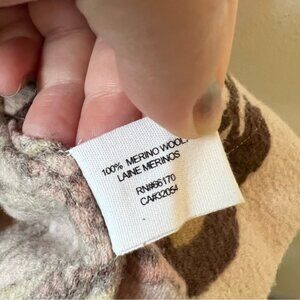 100% MERINO WOOL
LAINE MERINOS
RN#66170
CA#32054